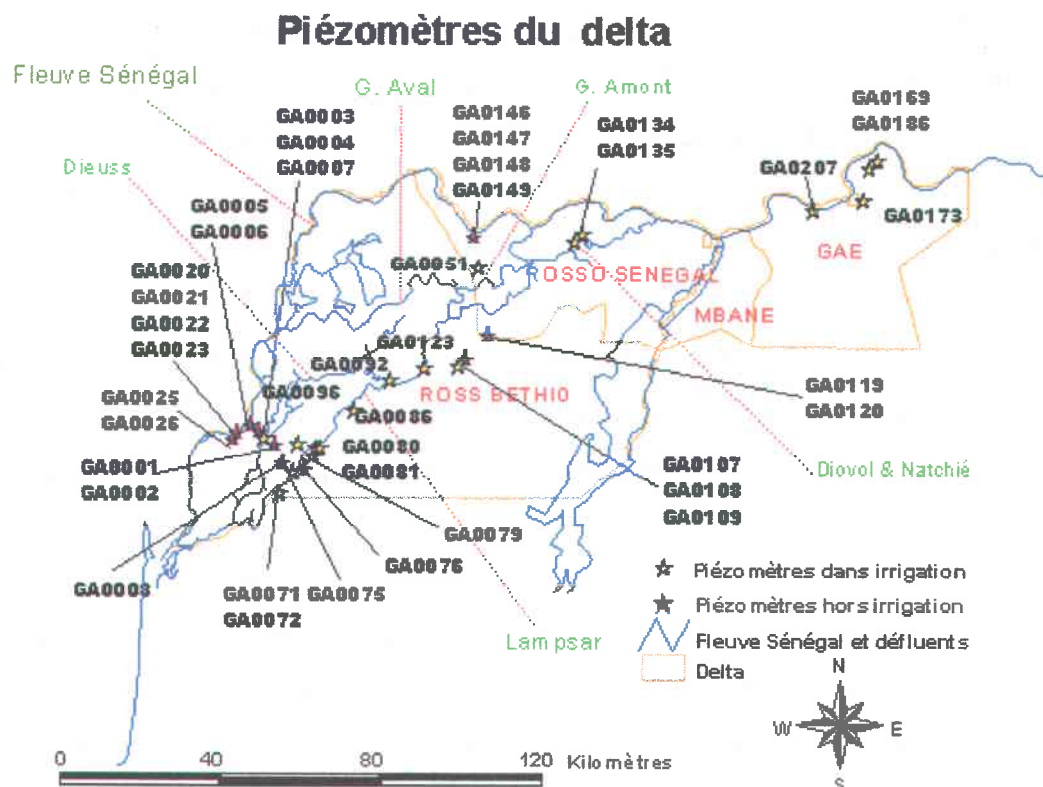 Piézomètres du delta
Fleuve Sénégal
G. Aval
G. Amont
Dieuss
GA0003
GA0004
GA0007
GA0146
GA0147
GA0148
GA0149
GA0134
GA0135
GA0169
GA0186
GA0207
GA0173
GA0005
GA0006
GA0051
ROSSO SENEGAL
GAE
MBANE
GA0020
GA0021
GA0022
GA0023
GA0123
GA0092
GA0096
ROSS BETHIO
GA0119
GA0120
GA0025
GA0026
GA0086
GA0080
GA0081
GA0001
GA0002
GA0107
GA0108
GA0109
Diovol & Natchié
GA0079
GA0076
GA0008
GA0071 GA0075
GA0072
Lampsar
Piézomètres dans irrigation
Piézomètres hors irrigation
Fleuve Sénégal et défluents
Delta
N
W E
S
0 40 80 120 Kilomètres